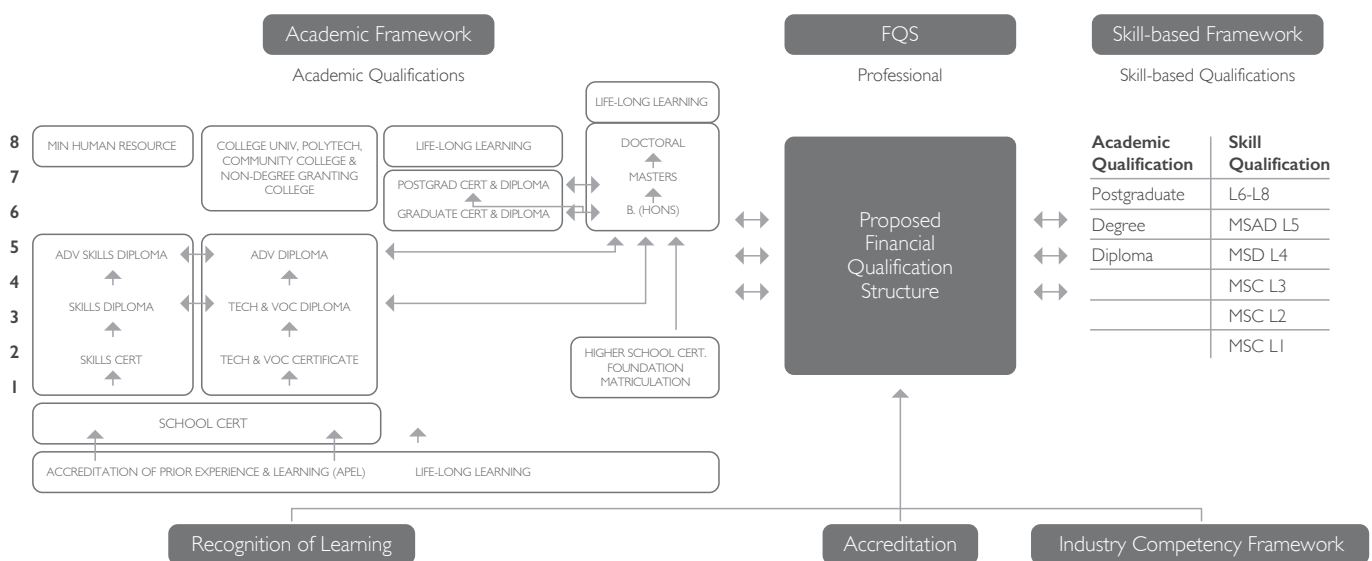 Academic Framework
FQS
Skill-based Framework
Academic Qualifications
Professional
Skill-based Qualifications
LIFE-LONG LEARNING
8
7
6
5
4
3
2
1
MIN HUMAN RESOURCE
COLLEGE UNIV, POLYTECH,
COMMUNITY COLLEGE &
NON-DEGREE GRANTING
COLLEGE
LIFE-LONG LEARNING
POSTGRAD CERT & DIPLOMA
GRADUATE CERT & DIPLOMA
DOCTORAL
MASTERS
B. (HONS)
ADV SKILLS DIPLOMA
SKILLS DIPLOMA
SKILLS CERT
ADV DIPLOMA
TECH & VOC DIPLOMA
TECH & VOC CERTIFICATE
HIGHER SCHOOL CERT.
FOUNDATION
MATRICULATION
SCHOOL CERT
ACCREDITATION OF PRIOR EXPERIENCE & LEARNING (APEL)
LIFE-LONG LEARNING
Proposed
Financial
Qualification
Structure
Academic
Qualification
Skill
Qualification
Postgraduate
L6-L8
Degree
MSAD L5
Diploma
MSD L4
MSC L3
MSC L2
MSC L1
Recognition of Learning
Accreditation
Industry Competency Framework